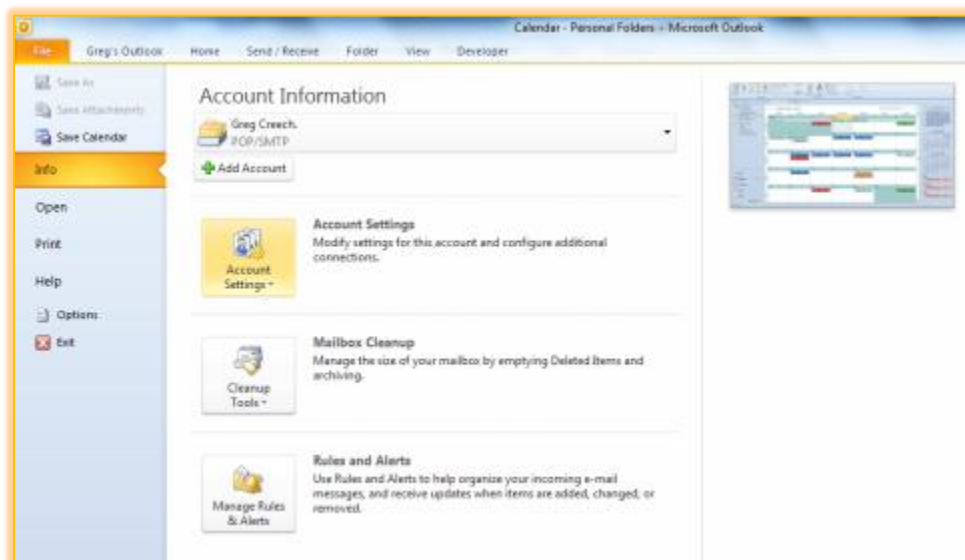 Calendar - Personal Folders - Microsoft Outlook
File Greg's Outlook Home Send / Receive Folder View Developer
Save As
Save Attachments
Save Calendar
Info
Open
Print
Help
Options
Exit
Account Information
Greg Creech.
POP/SMTP
Add Account
Account
Settings
Account Settings
Modify settings for this account and configure additional
connections.
Cleanup
Tools
Mailbox Cleanup
Manage the size of your mailbox by emptying Deleted Items and
archiving.
Manage Rules
& Alerts
Rules and Alerts
Use Rules and Alerts to help organize your incoming e-mail
messages, and receive updates when items are added, changed, or
removed.